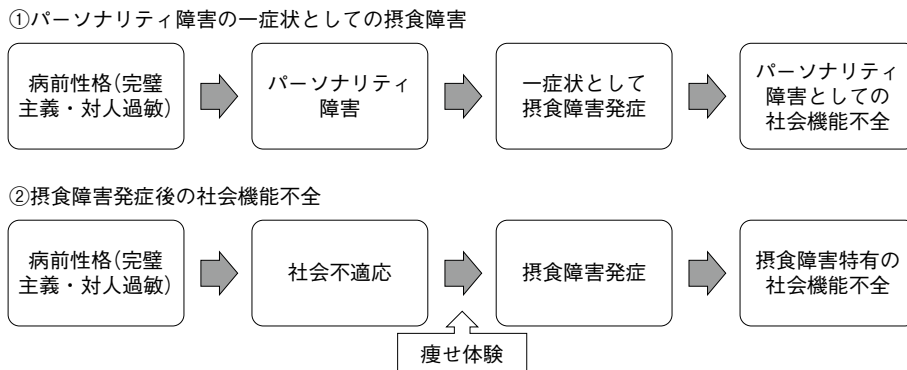 ①パーソナリティ障害の一症状としての摂食障害
病前性格(完璧
主義・対人過敏)
パーソナリティ
障害
一症状として
摂食障害発症
パーソナリティ
障害としての
社会機能不全
②摂食障害発症後の社会機能不全
病前性格(完璧
主義・対人過敏)
社会不適応
摂食障害発症
摂食障害特有の
社会機能不全
痩せ体験